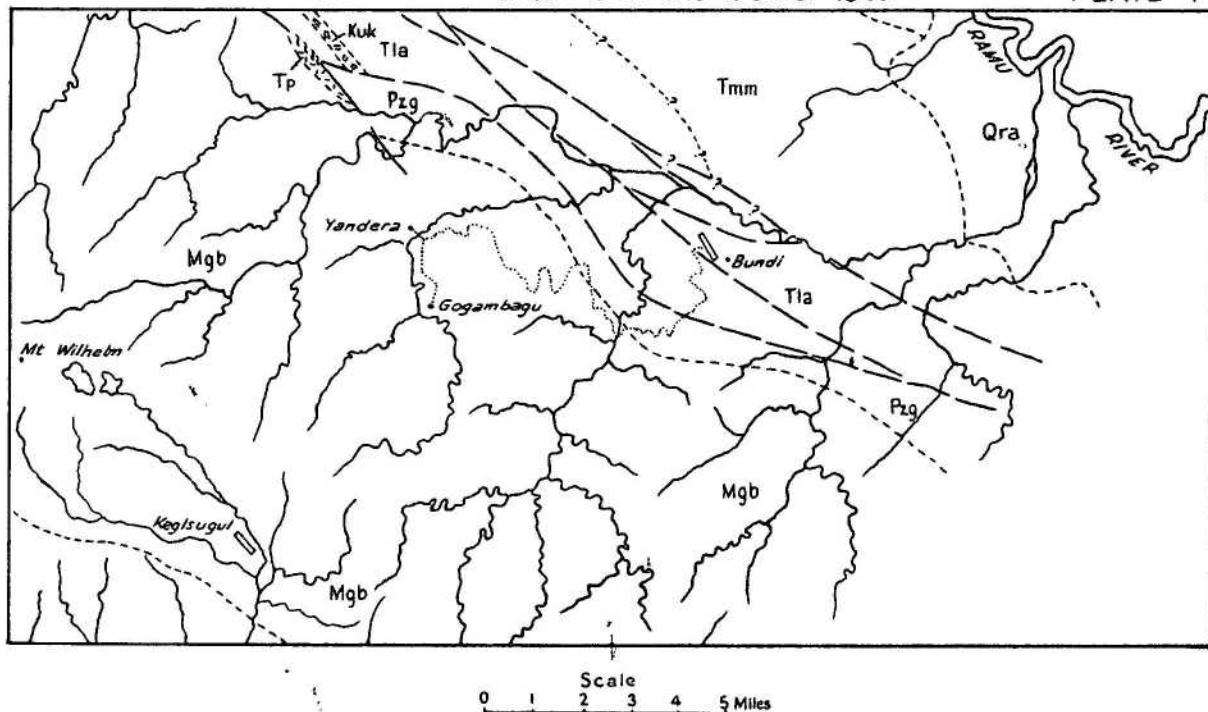 PLATE
Kuk
Tla
Tp
Pzg
Tmm
RAMU
RIVER
Qra
Yandera
Mgb
Bundi
Tla
Gogambagu
Mt Wilhelm
Pzg
Mgb
Keglsugul
Mgb
Scale
0 1 2 3 4 5 Miles